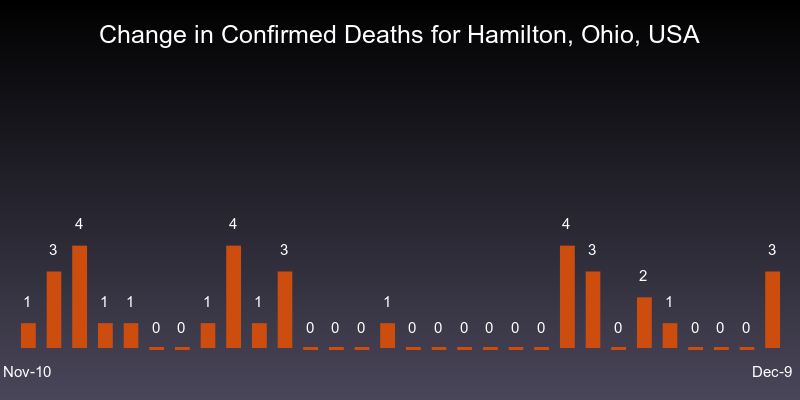 Change in Confirmed Deaths for Hamilton, Ohio, USA
1 3 4 1 1 0 0 1 4 1 3 0 0 0 1 0 0 0 0 0 0 4 3 0 2 1 0 0 0 3
Nov-10 Dec-9